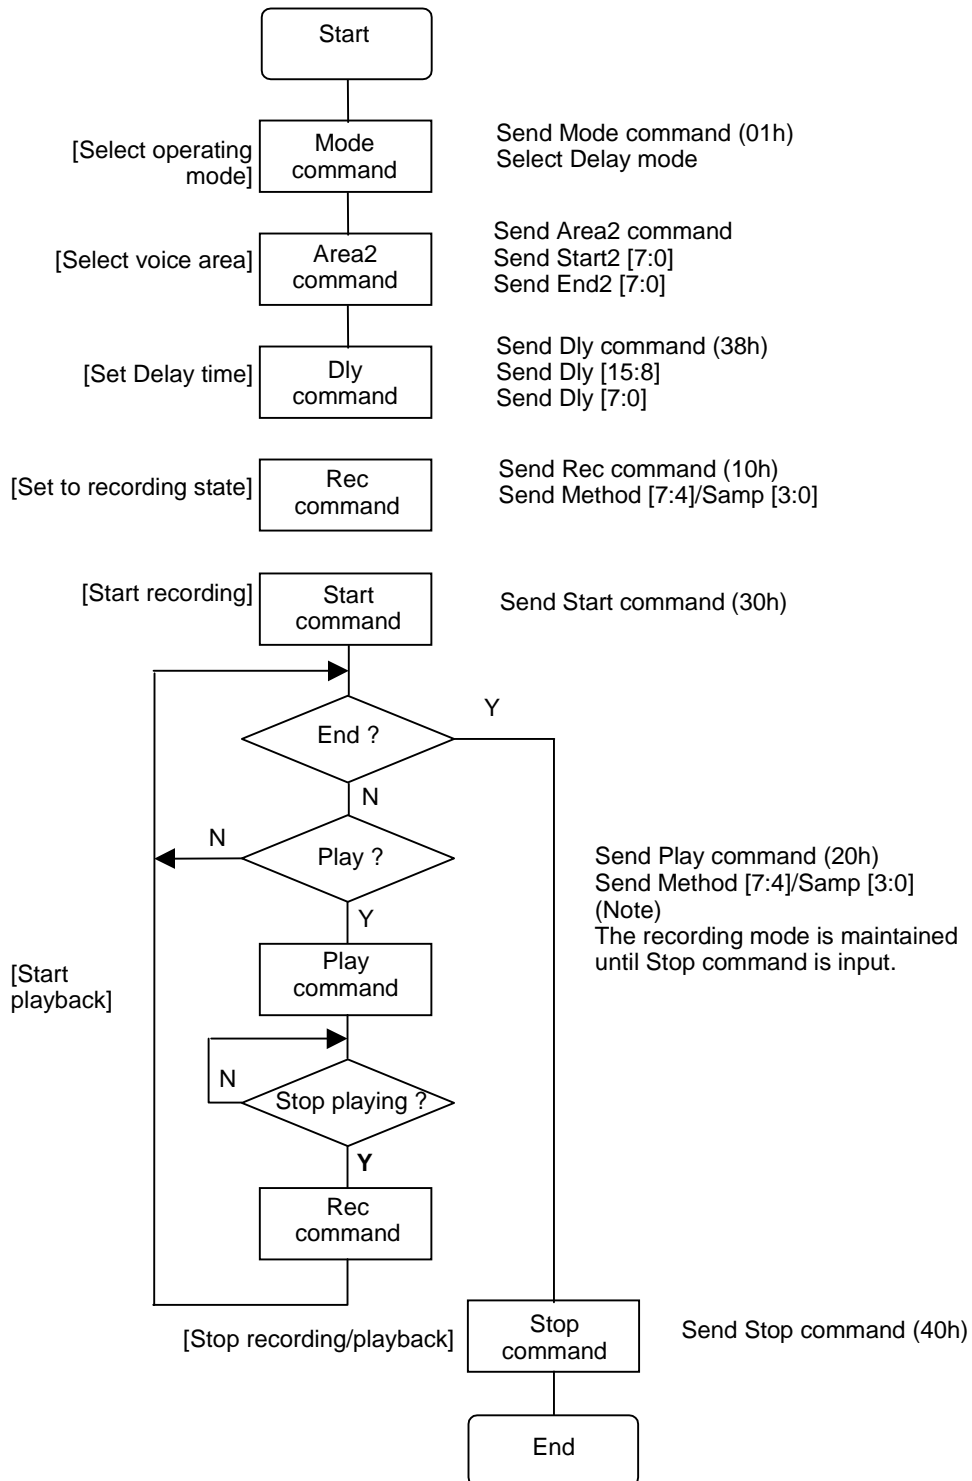 Start
[Select operating
mode]
Mode
command
Send Mode command (01h)
Select Delay mode
[Select voice area]
Area2
command
Send Area2 command
Send Start2 [7:0]
Send End2 [7:0]
[Set Delay time]
Dly
command
Send Dly command (38h)
Send Dly [15:8]
Send Dly [7:0]
[Set to recording state]
Rec
command
Send Rec command (10h)
Send Method [7:4]/Samp [3:0]
[Start recording]
Start
command
Send Start command (30h)
End ?
Y
N
Play ?
N
Y
Send Play command (20h)
Send Method [7:4]/Samp [3:0]
(Note)
The recording mode is maintained
until Stop command is input.
[Start
playback]
Play
command
N
Stop playing ?
Y
Rec
command
[Stop recording/playback]
Stop
command
Send Stop command (40h)
End